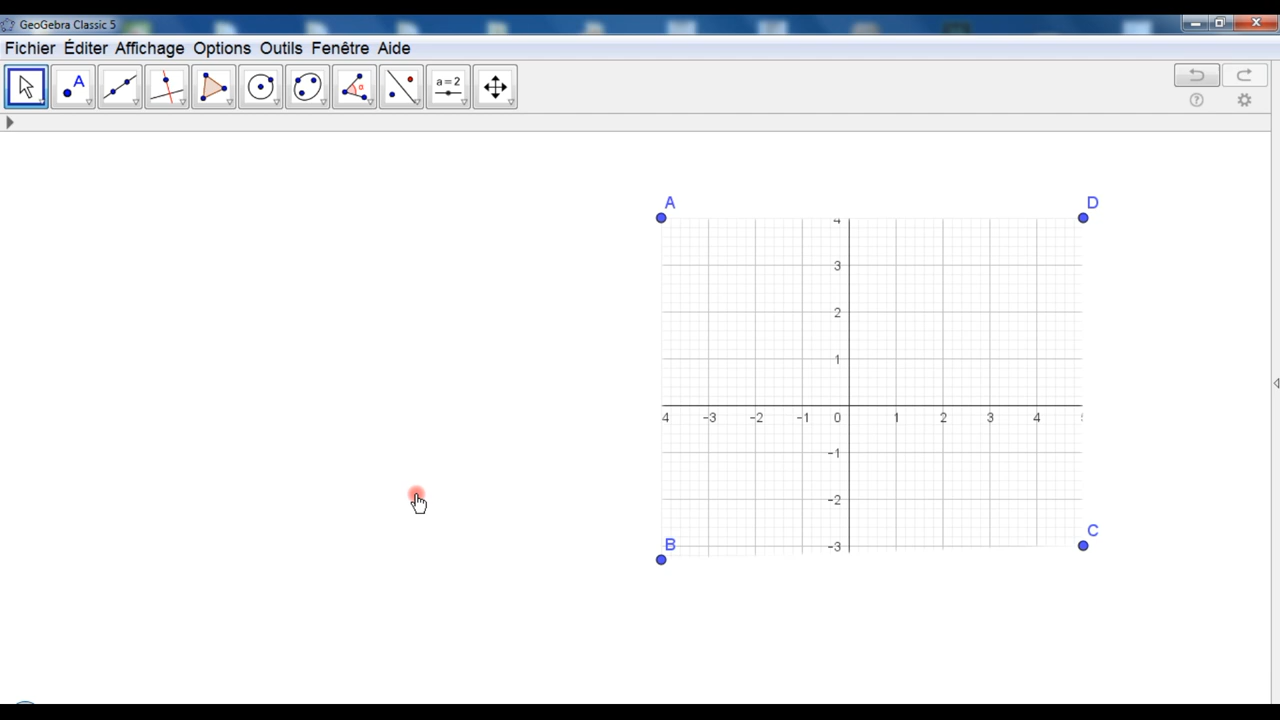 GeoGebra Classic 5
Fichier Éditer Affichage Options Outils Fenêtre Aide
A
α
a=2
A
D
4
3
2
1
4 −3 −2 −1 0 1 2 3 4
−1
−2
C
B
−3